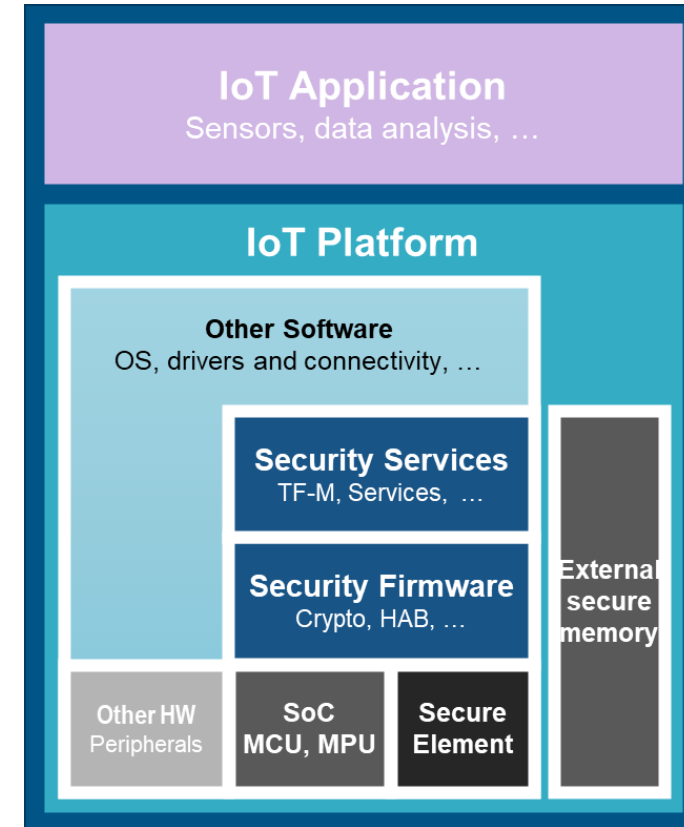 IoT Application
Sensors, data analysis, …
IoT Platform
Other Software
OS, drivers and connectivity, …
Security Services
TF-M, Services, …
Security Firmware
Crypto, HAB, …
External
secure
memory
Other HW
Peripherals
SoC
MCU, MPU
Secure
Element